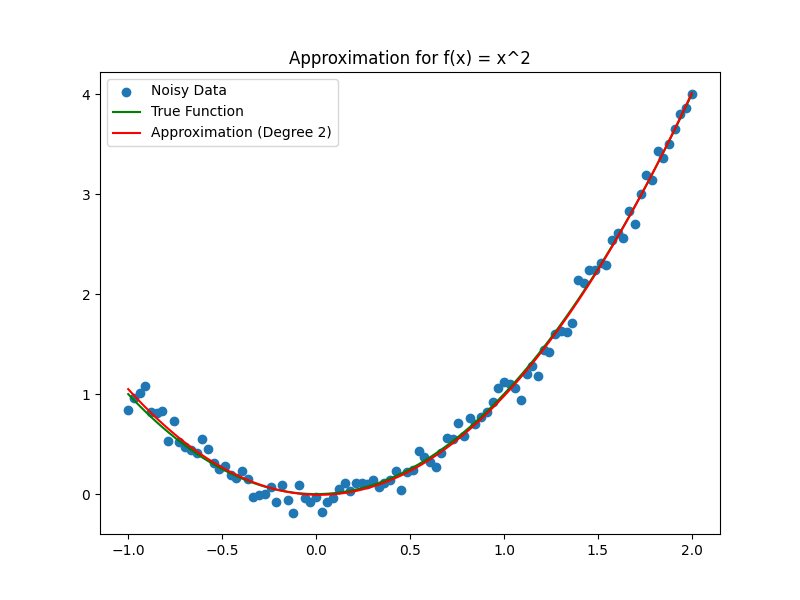 Approximation for f(x) = x^2
Noisy Data
True Function
Approximation (Degree 2)
4
3
2
1
0
−1.0 −0.5 0.0 0.5 1.0 1.5 2.0